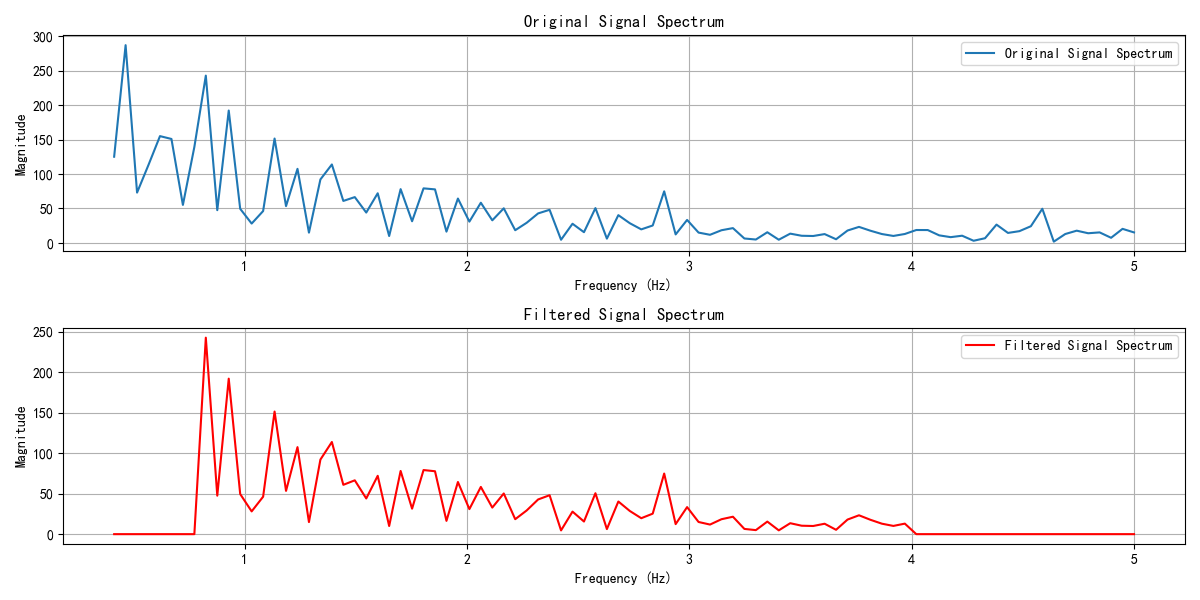 Original Signal Spectrum
300
250
200
150
100
50
0
Magnitude
Original Signal Spectrum
1
2
3
4
5
Frequency (Hz)
Filtered Signal Spectrum
250
200
150
100
50
0
Magnitude
Filtered Signal Spectrum
1
2
3
4
5
Frequency (Hz)